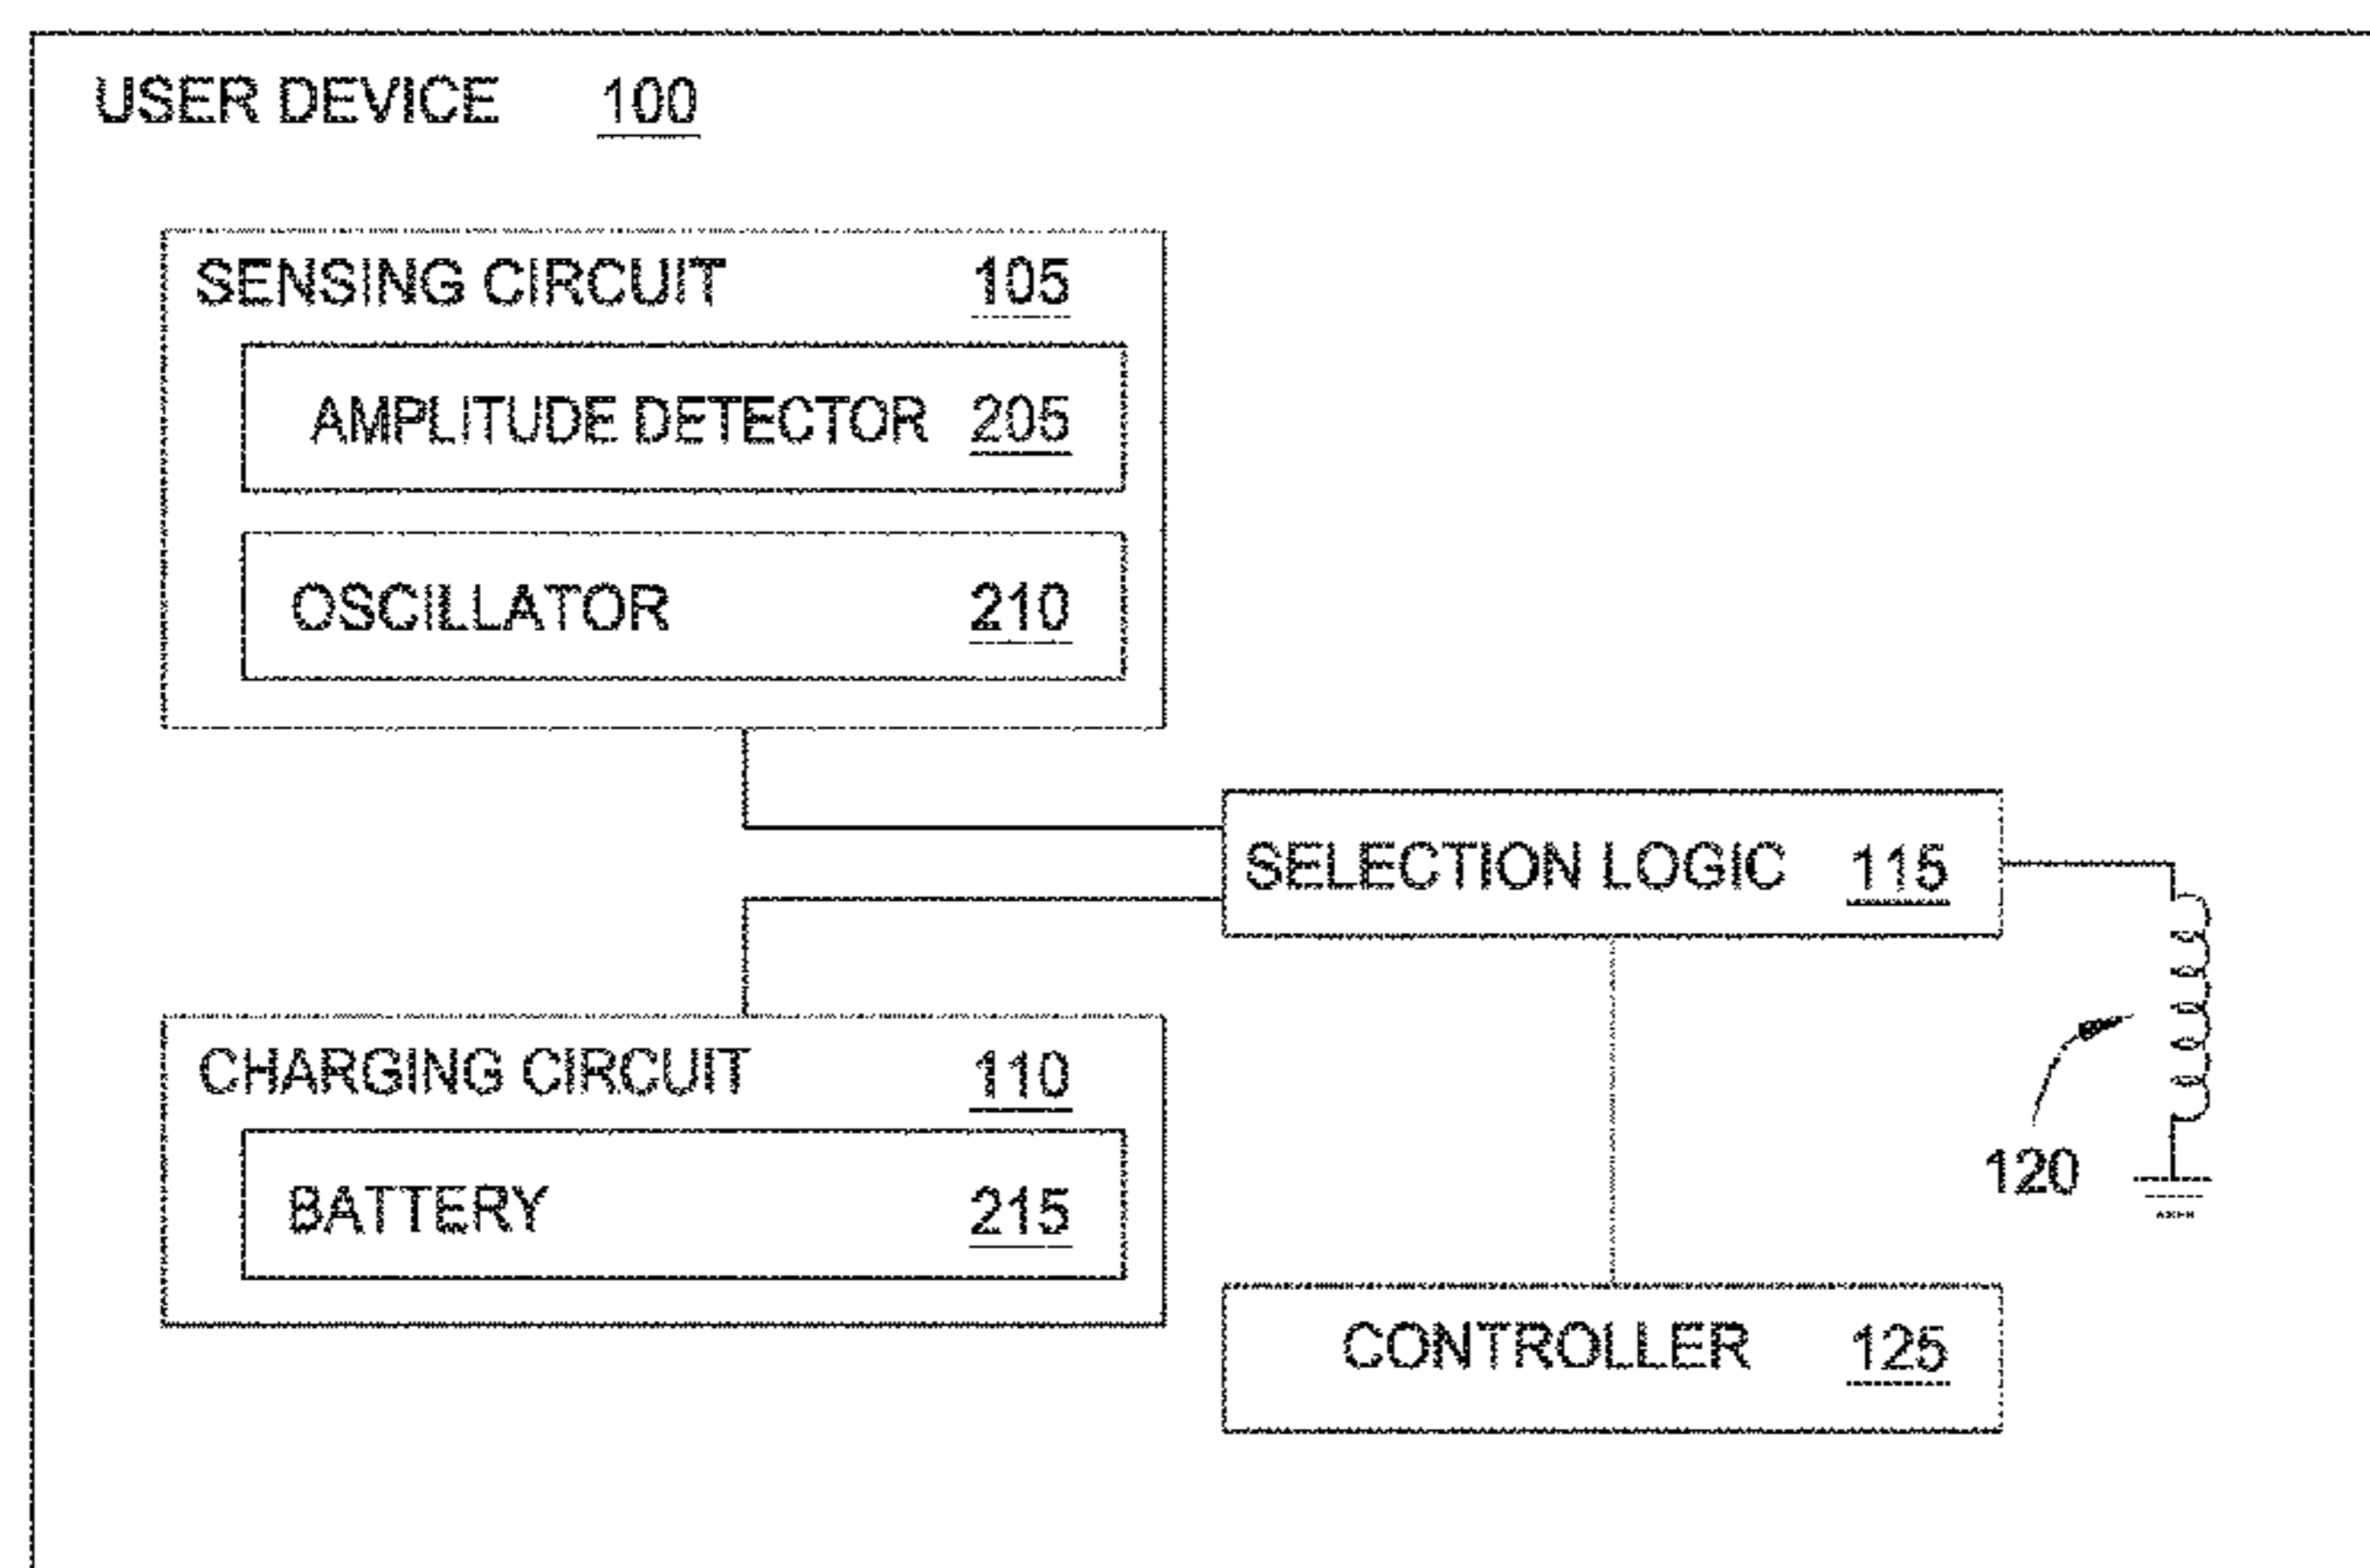 USER DEVICE 100
SENSING CIRCUIT 105
AMPLITUDE DETECTOR 205
OSCILLATOR 210
SELECTION LOGIC 115
CHARGING CIRCUIT 110
BATTERY 215
120
CONTROLLER 125